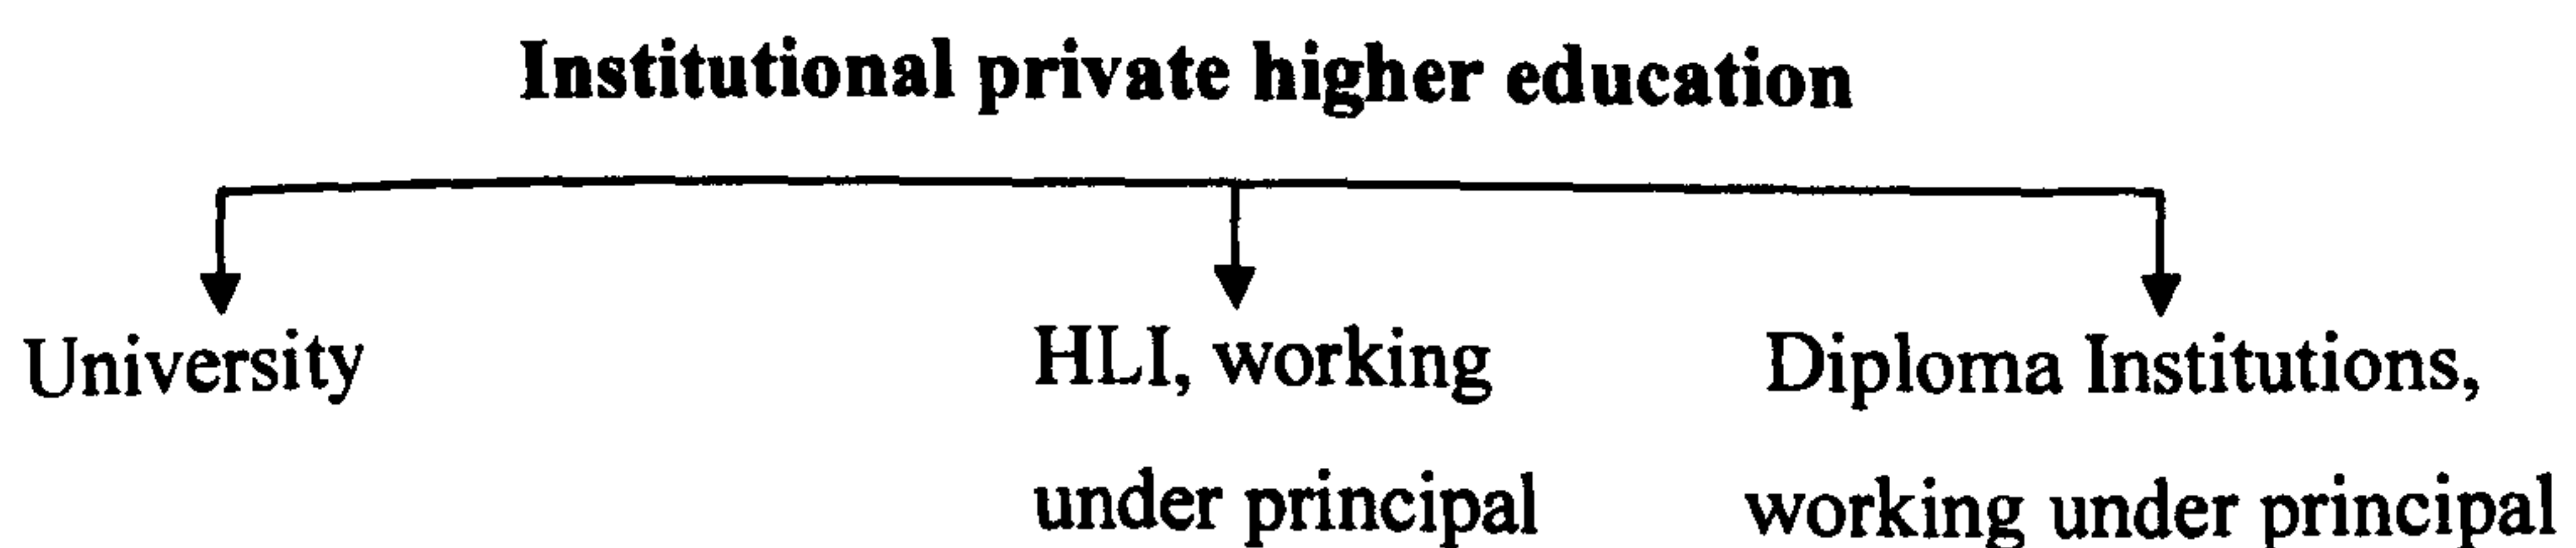 Institutional private higher education
University
HLI, working
under principal
Diploma Institutions,
working under principal